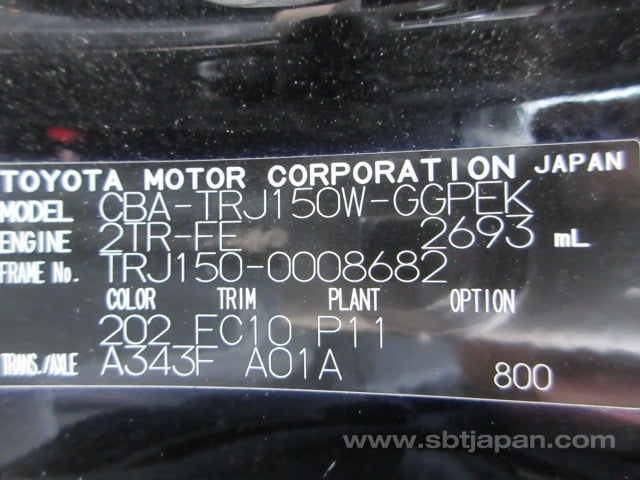 TOYOTA MOTOR CORPORATION JAPAN
MODEL CBA-TRJ150W-GGPEK
ENGINE 2TR-FE 2693 mL
FRAME No. TRJ150-0008682
COLOR TRIM PLANT OPTION
202 FC10 P11
TRANS./AXLE A343F A01A 800
www.sbtjapan.com